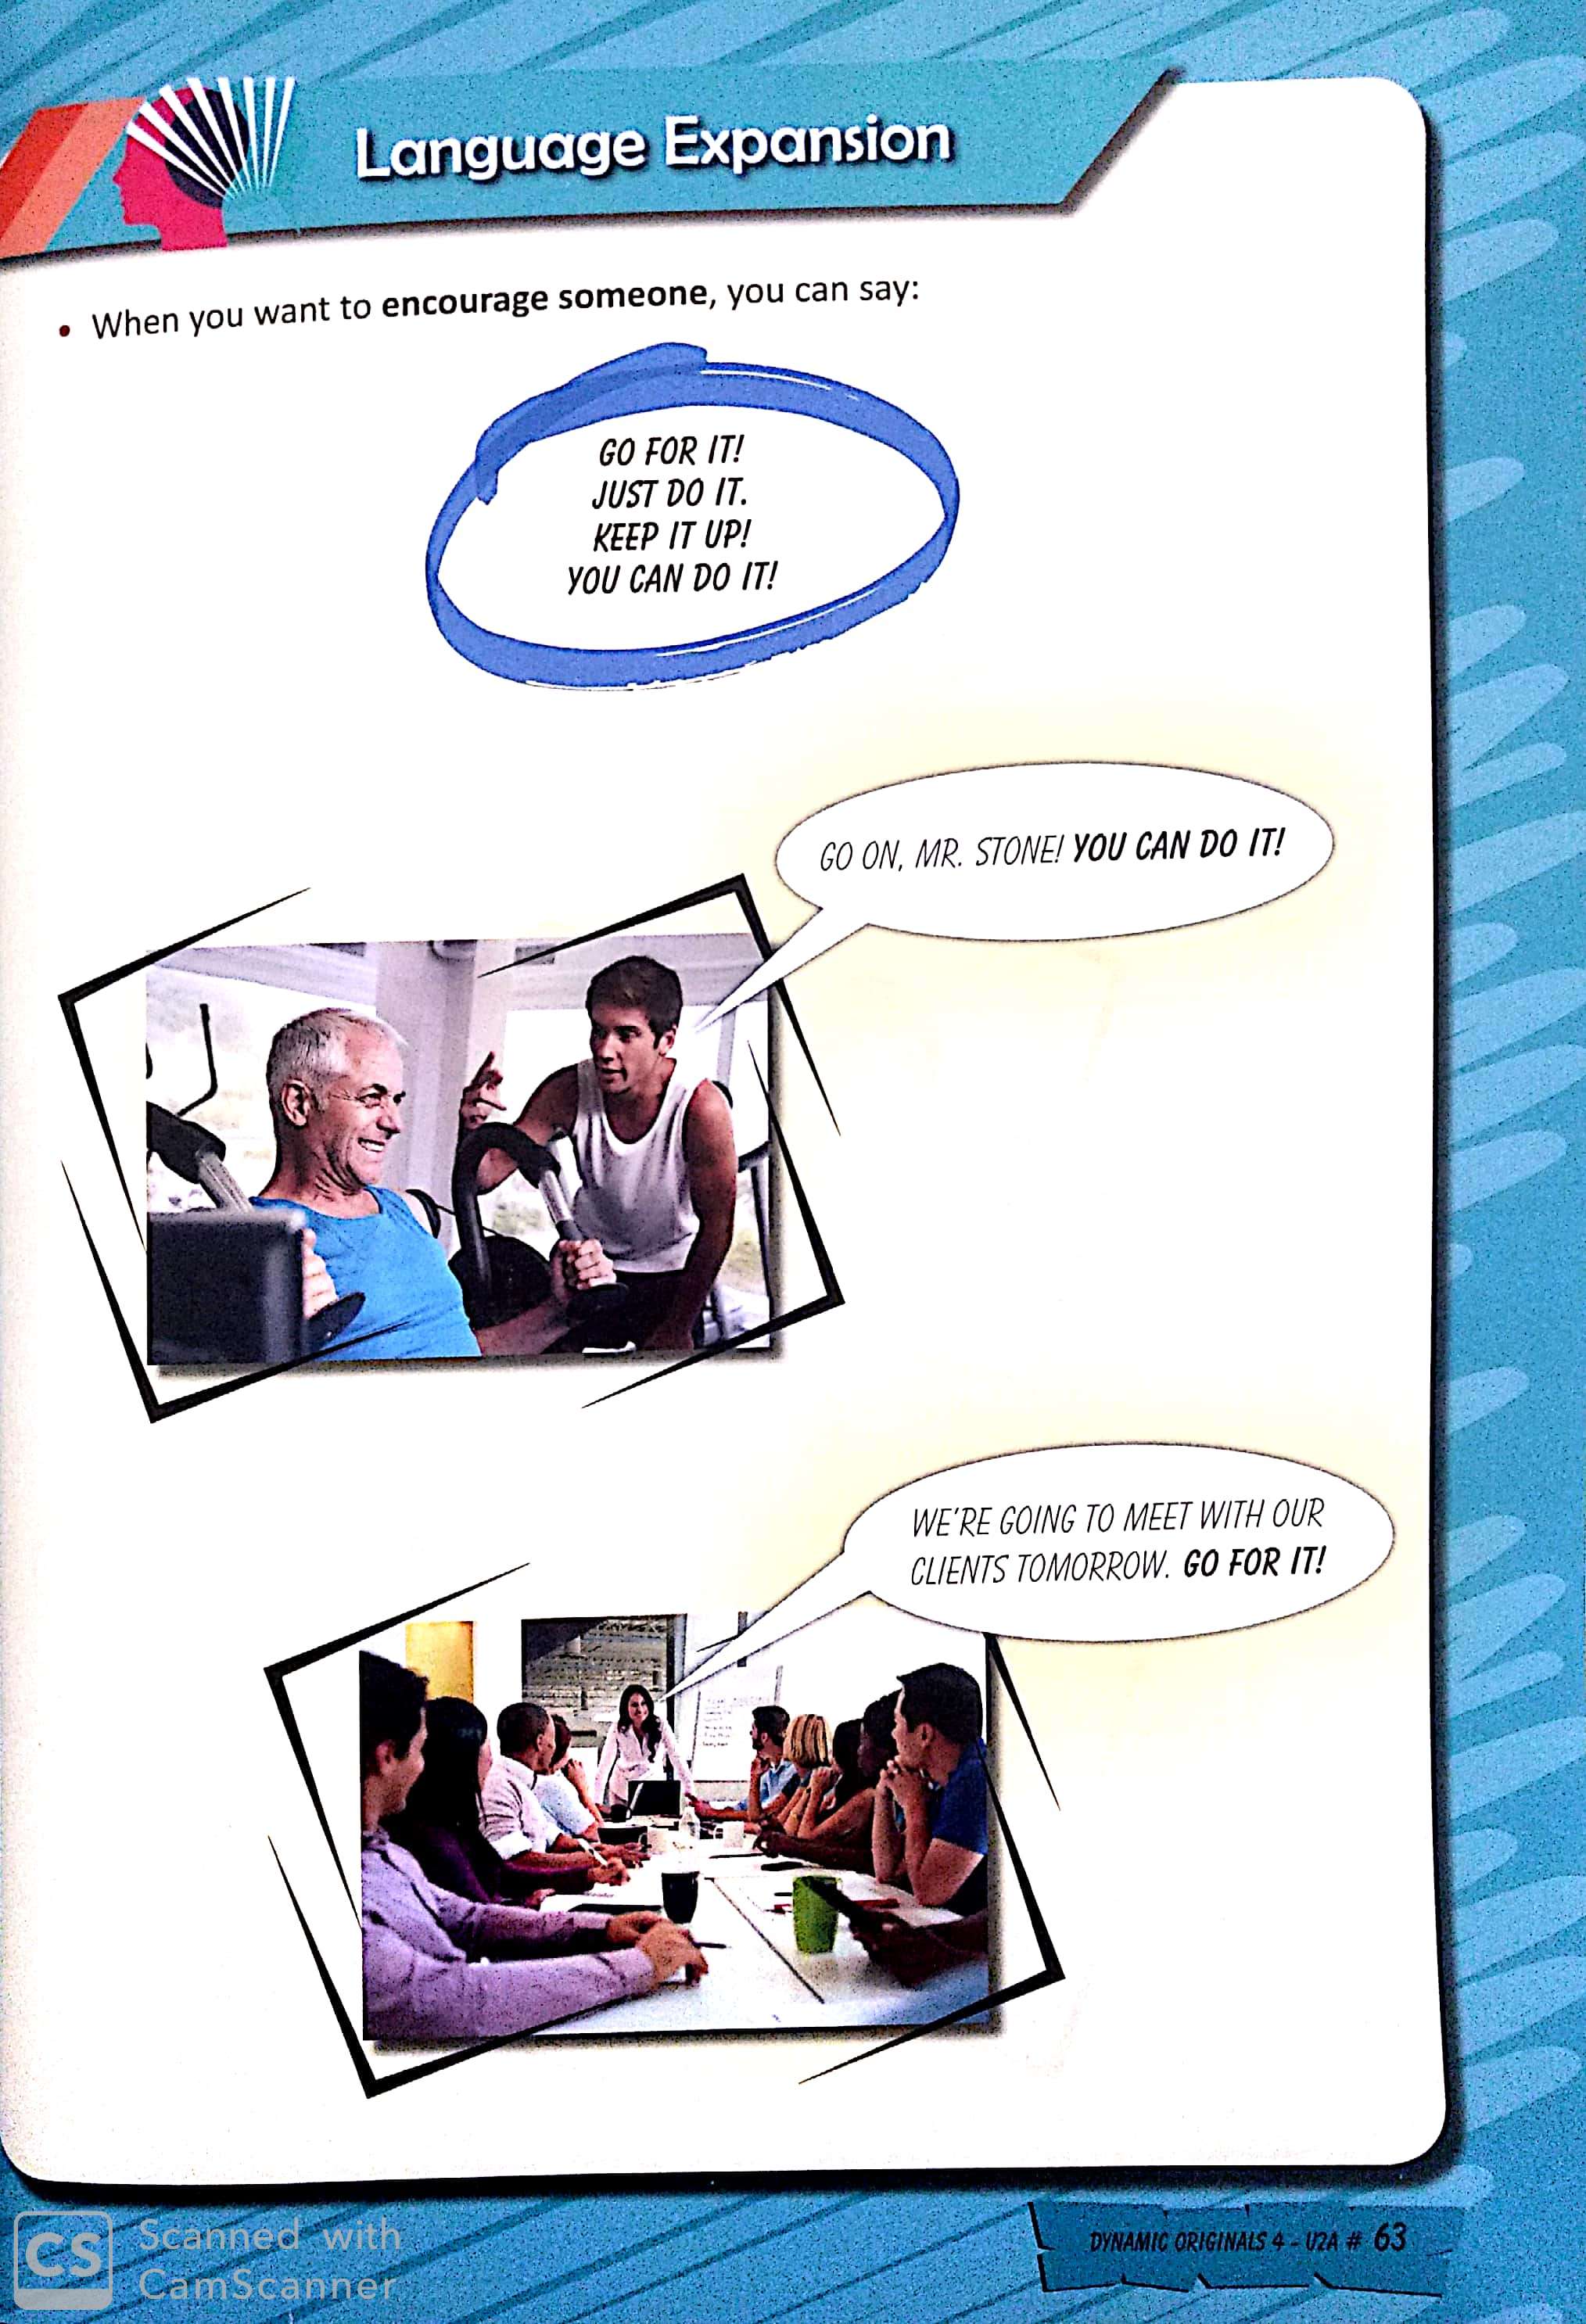 Language Expansion
• When you want to encourage someone, you can say:
GO FOR IT!
JUST DO IT.
KEEP IT UP!
YOU CAN DO IT!
GO ON, MR. STONE! YOU CAN DO IT!
WE'RE GOING TO MEET WITH OUR
CLIENTS TOMORROW. GO FOR IT!
DYNAMIC ORIGINALS 4 - U2A # 63
CS Scanned with
CamScanner